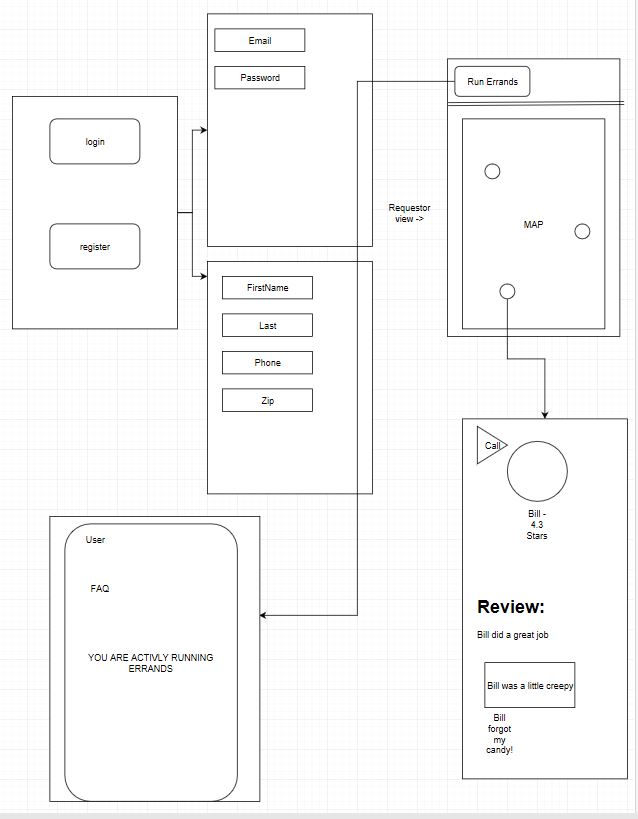 login
register
Email
Password
FirstName
Last
Phone
Zip
Requestor
view ->
Run Errands
MAP
Call
Bill -
4.3
Stars
Review:
Bill did a great job
Bill was a little creepy
Bill
forgot
my
candy!
User
FAQ
YOU ARE ACTIVLY RUNNING
ERRANDS